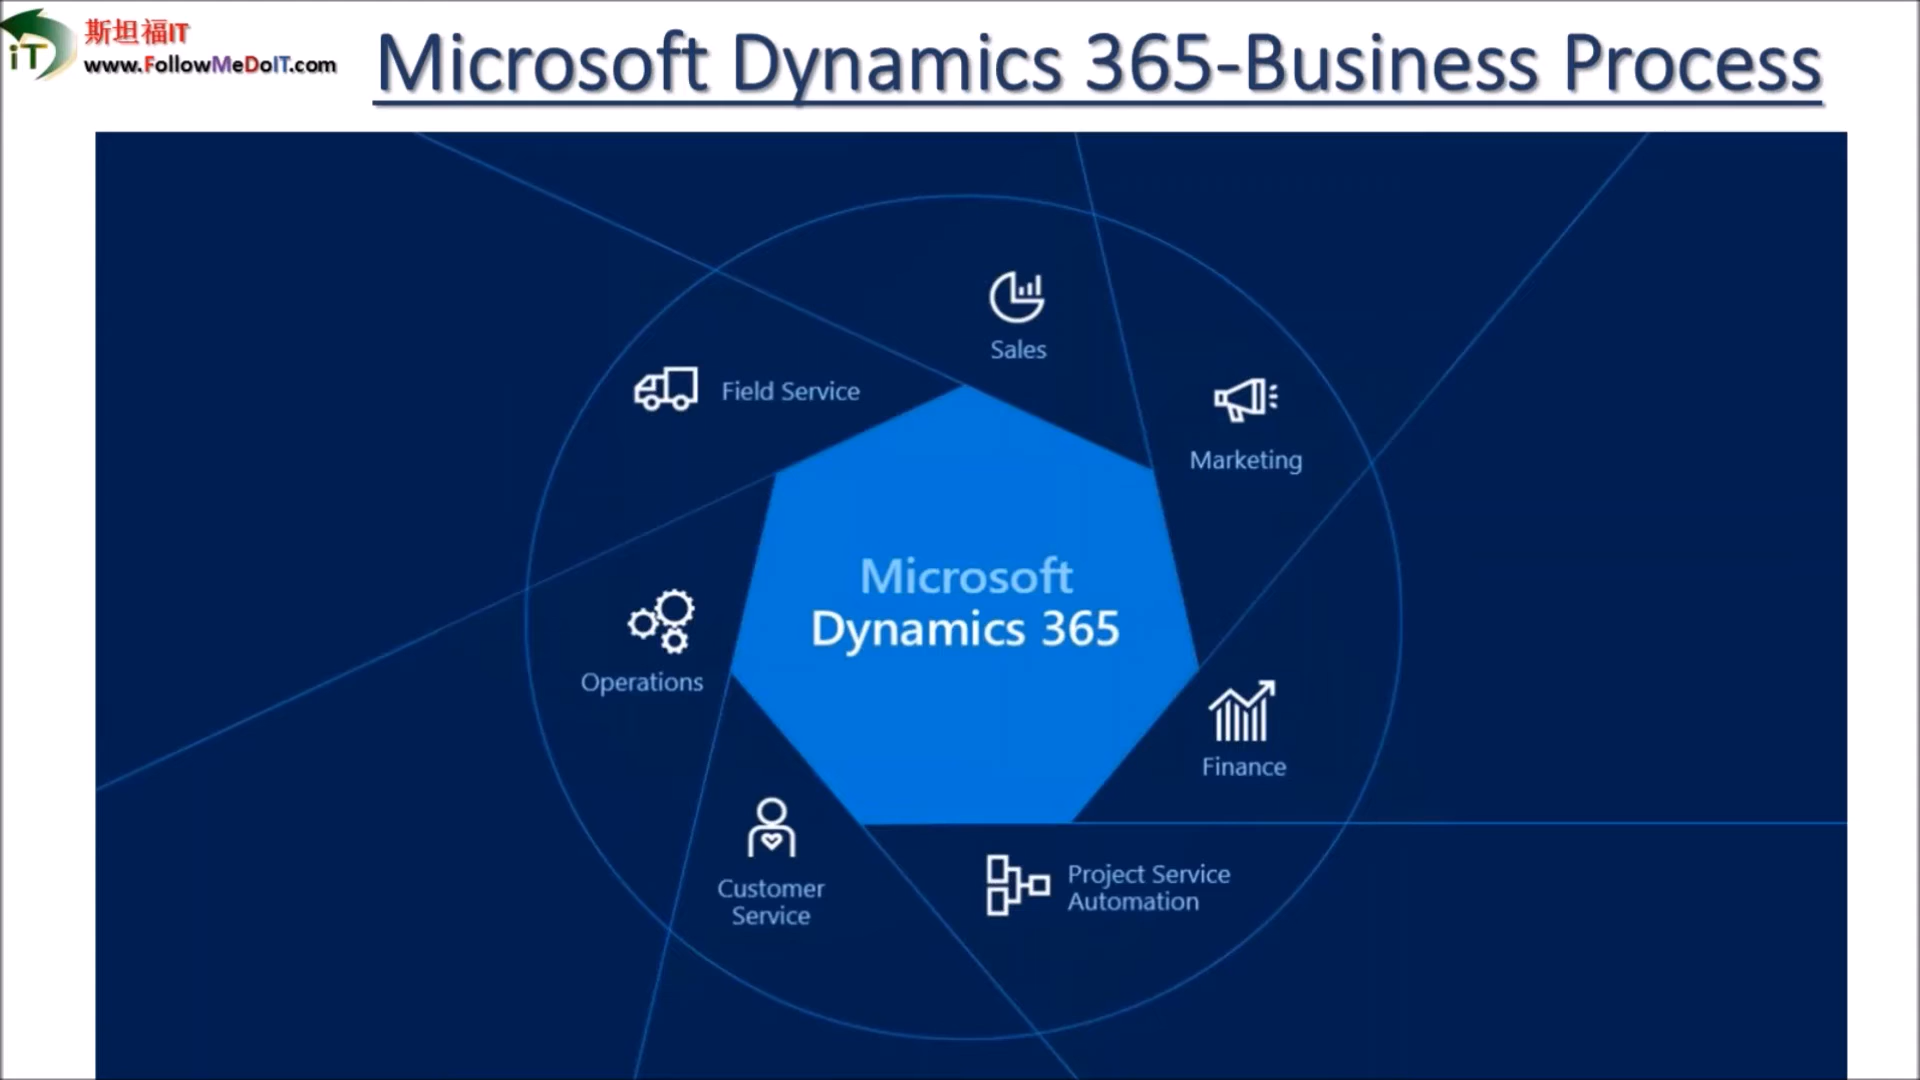 斯坦福IT
www.FollowMeDoIT.com
iT
Microsoft Dynamics 365-Business Process
Sales
Field Service
Marketing
Microsoft
Dynamics 365
Operations
Finance
Customer
Service
Project Service
Automation